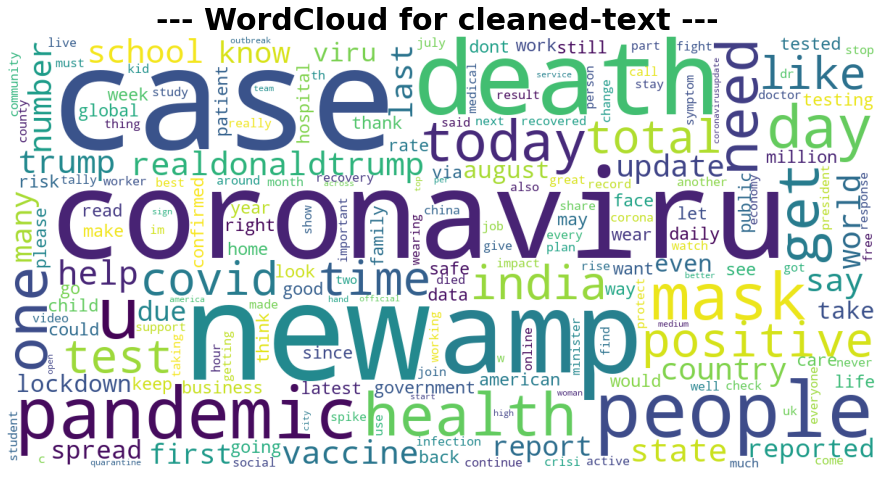 --- WordCloud for cleaned-text ---
live outbreak kid school know viru last july dont work still part fight tested stop
community must number study week global thing county really team th patient hospital thank rate
case death like need day
medical service result call stay person change symptom coronavirusupdate dr doctor testing
said next recovered today total update million
trump realdonaldtrump via august world get
risk tally worker best around month across recovery top per also great record another public economy president free response
many please read make sign im confirmed year right home show important family wearing china job give every plan share corona may face wear let daily watch
coronaviru
help covid time india mask say
go child due look good two safe data died impact rise want way even see better got take
one u new amp positive
video could support taking america made hand official hour getting think since working join w online american minister find protect medium would country care never
open test lockdown keep business latest government start woman well check everyone life
pandemic health people
student city spike use high infection uk
c spread first going vaccine back report state reported
quarantine social continue crisi active much come